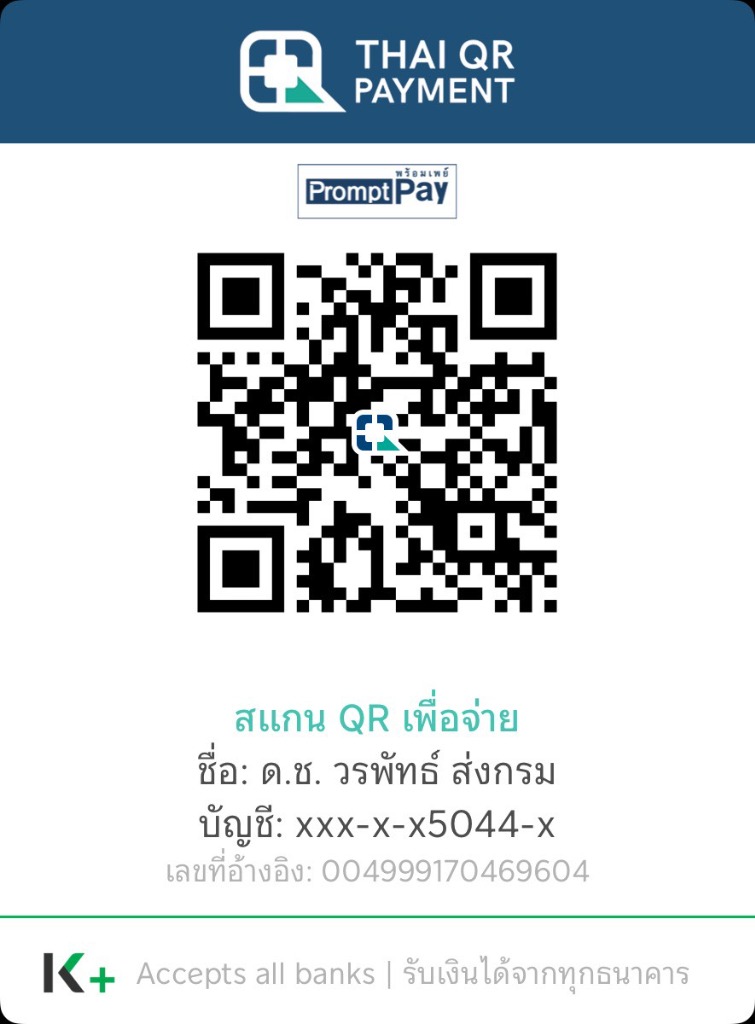 THAI QR
PAYMENT
พร้อมเพย์
PromptPay
สแกน QR เพื่อจ่าย
ชื่อ: ด.ช. วรพัทธ์ ส่งกรม
บัญชี: xxx-x-x5044-x
เลขที่อ้างอิง: 004999170469604
K+ Accepts all banks | รับเงินได้จากทุกธนาคาร